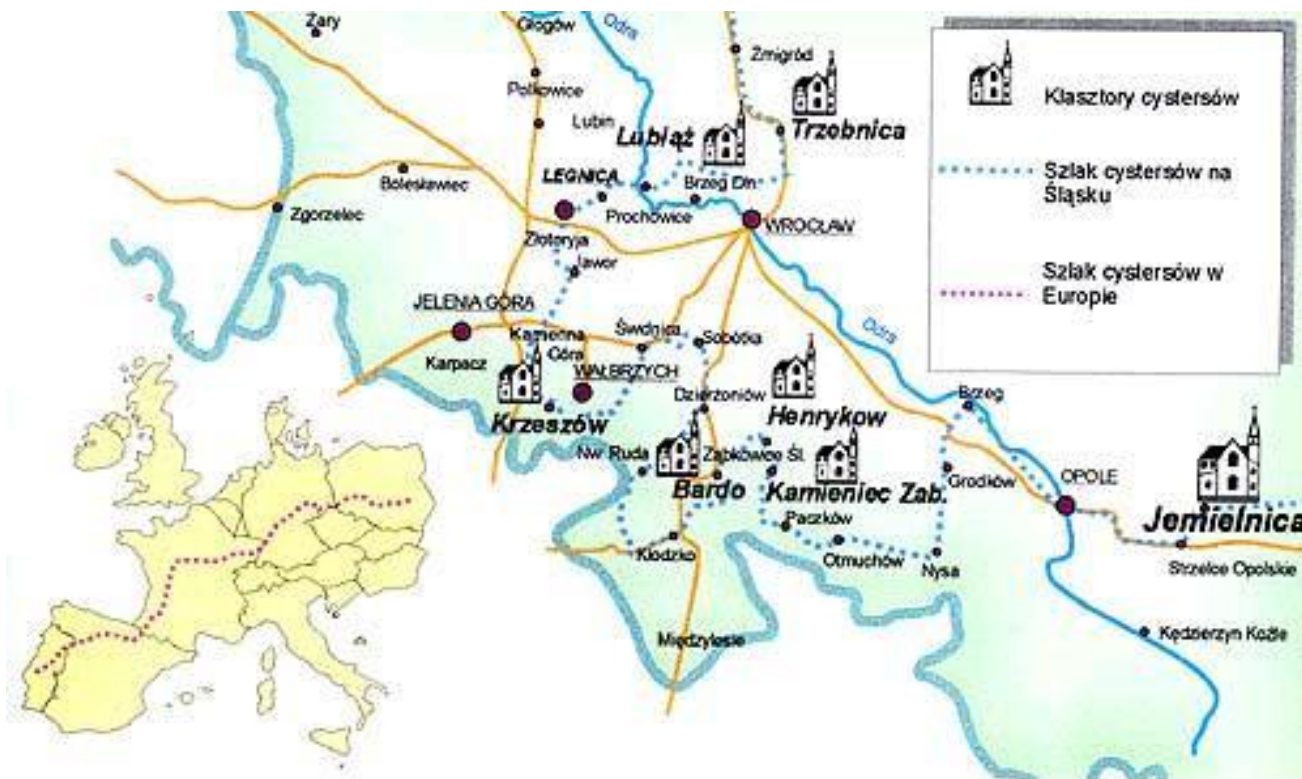 Żary
Głogów
Odra
Żmigród
Polkowice
Lubin
Lubiąż
Trzebnica
Bolesławiec
LEGNICA
Brzeg Dln.
Zgorzelec
Prochowice
WROCŁAW
Złotoryja
Jawor
JELENIA GÓRA
Kamienna
Góra
Świdnica
Sobótka
Odra
Karpacz
WAŁBRZYCH
Dzierżoniów
Brzeg
Krzeszów
Henrykow
Nw Ruda
Ząbkowice Śl.
Bardo
Kamieniec Ząb.
Grodków
OPOLE
Paczków
Jemielnica
Kłodzko
Otmuchów
Nysa
Strzelce Opolskie
Międzylesie
Kędzierzyn Koźle
Klasztory cystersów
Szlak cystersów na
Śląsku
Szlak cystersów w
Europie